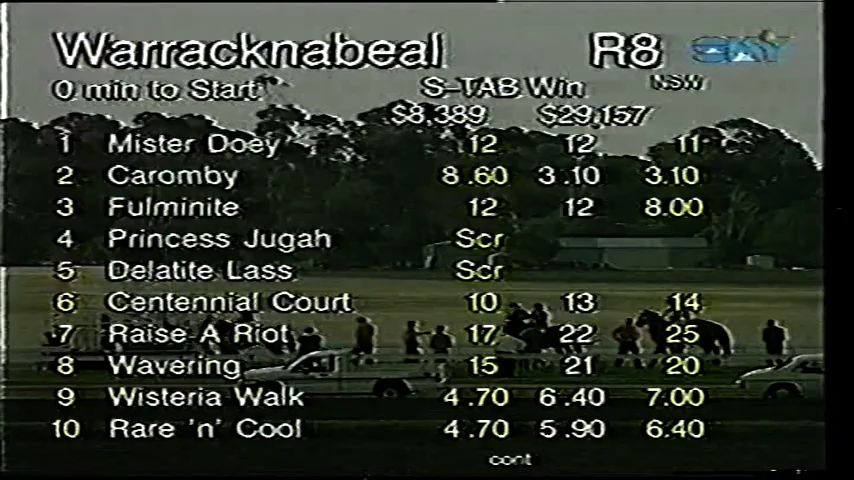 Warracknabeal R8 SKY
0 min to Start S-TAB Win NSW
$8,389 $29,157
1 Mister Doey 12 12 11
2 Caromby 8.60 3.10 3.10
3 Fulminite 12 12 8.00
4 Princess Jugah Scr
5 Delatite Lass Scr
6 Centennial Court 10 13 14
7 Raise A Riot 17 22 25
8 Wavering 15 21 20
9 Wisteria Walk 4.70 6.40 7.00
10 Rare 'n' Cool 4.70 5.90 6.40
cont